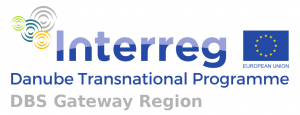 Interreg
EUROPEAN UNION
Danube Transnational Programme
DBS Gateway Region